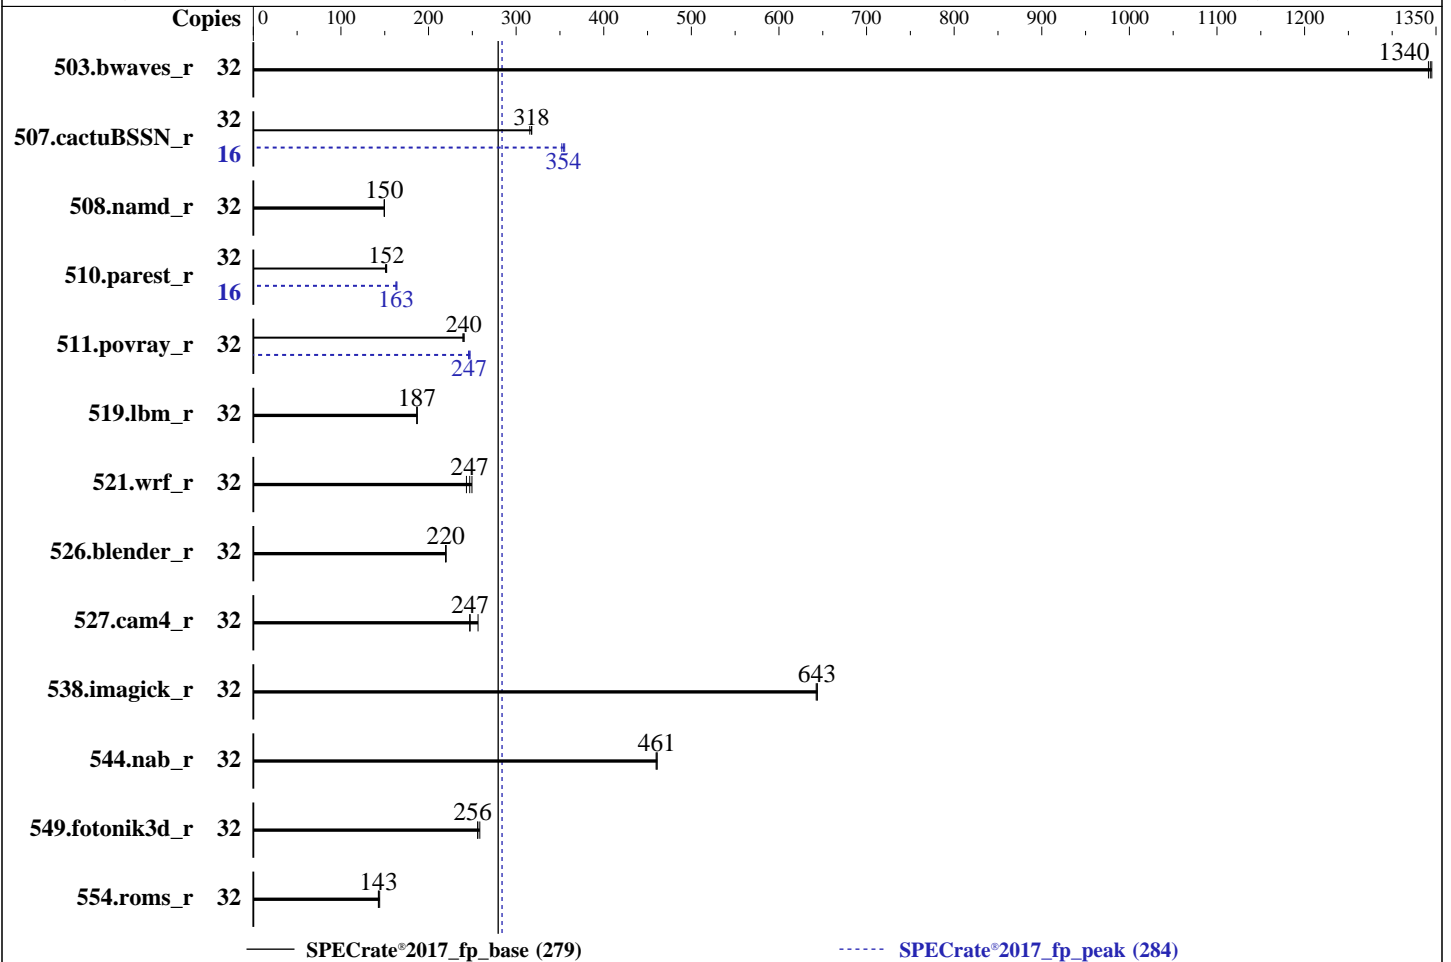 Copies 0 100 200 300 400 500 600 700 800 900 1000 1100 1200 1350
503.bwaves_r 32 1340
507.cactuBSSN_r 32 318
16 354
508.namd_r 32 150
510.parest_r 32 152
16 163
511.povray_r 32 240
247
519.lbm_r 32 187
521.wrf_r 32 247
526.blender_r 32 220
527.cam4_r 32 247
538.imagick_r 32 643
544.nab_r 32 461
549.fotonik3d_r 32 256
554.roms_r 32 143
SPECrate®2017_fp_base (279) SPECrate®2017_fp_peak (284)